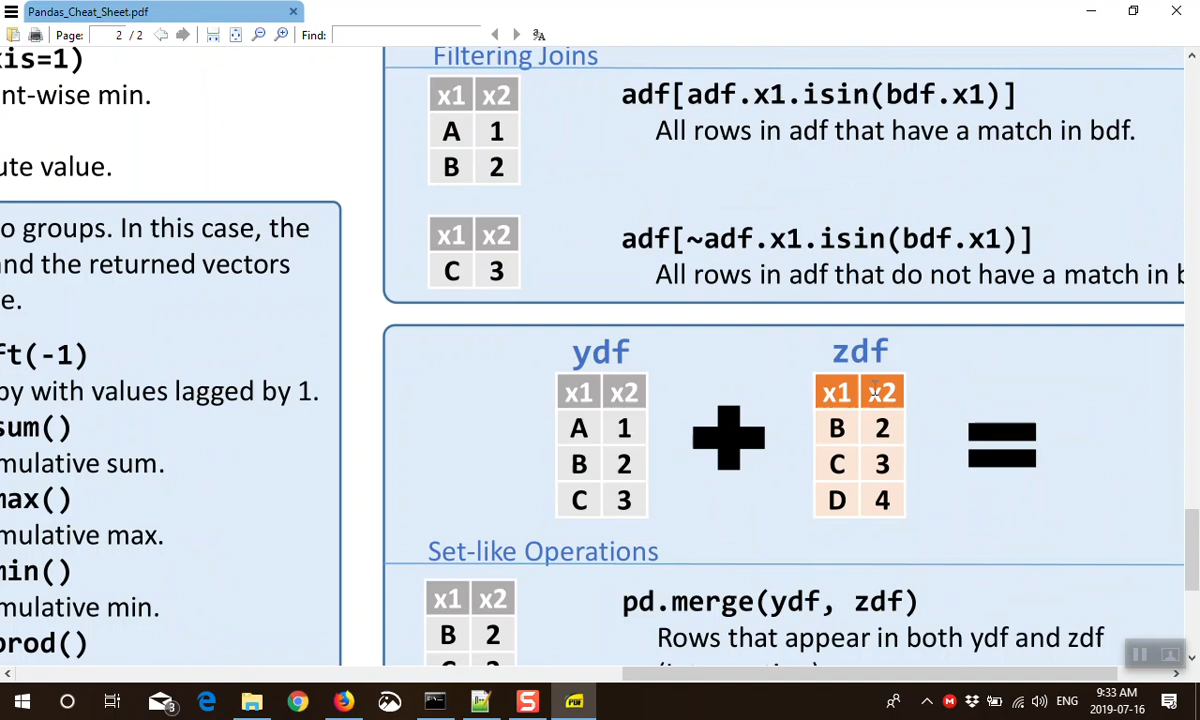 Pandas_Cheat_Sheet.pdf
Page: 2 / 2 Find:
xis=1)
nt-wise min.
ute value.
o groups. In this case, the
nd the returned vectors
e.
ft(-1)
py with values lagged by 1.
sum()
mulative sum.
max()
mulative max.
min()
mulative min.
prod()
Filtering Joins
x1 x2
A 1
B 2
adf[adf.x1.isin(bdf.x1)]
All rows in adf that have a match in bdf.
x1 x2
C 3
adf[~adf.x1.isin(bdf.x1)]
All rows in adf that do not have a match in b
ydf
x1 x2
A 1
B 2
C 3
+
zdf
x1 x2
B 2
C 3
D 4
=
Set-like Operations
x1 x2
B 2
pd.merge(ydf, zdf)
Rows that appear in both ydf and zdf
3
ENG
9:33 AM
2019-07-16